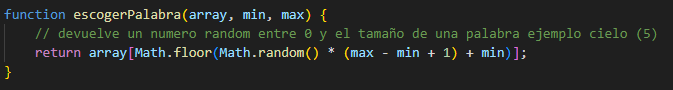 function escogerPalabra(array, min, max) {
// devuelve un numero random entre 0 y el tamaño de una palabra ejemplo cielo (5)
return array[Math.floor(Math.random() * (max - min + 1) + min)];
}